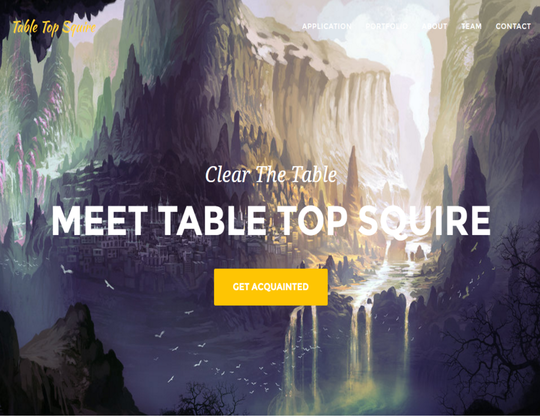 Table Top Squire
APPLICATION PORTFOLIO ABOUT TEAM CONTACT
Clear The Table
MEET TABLE TOP SQUIRE
GET ACQUAINTED